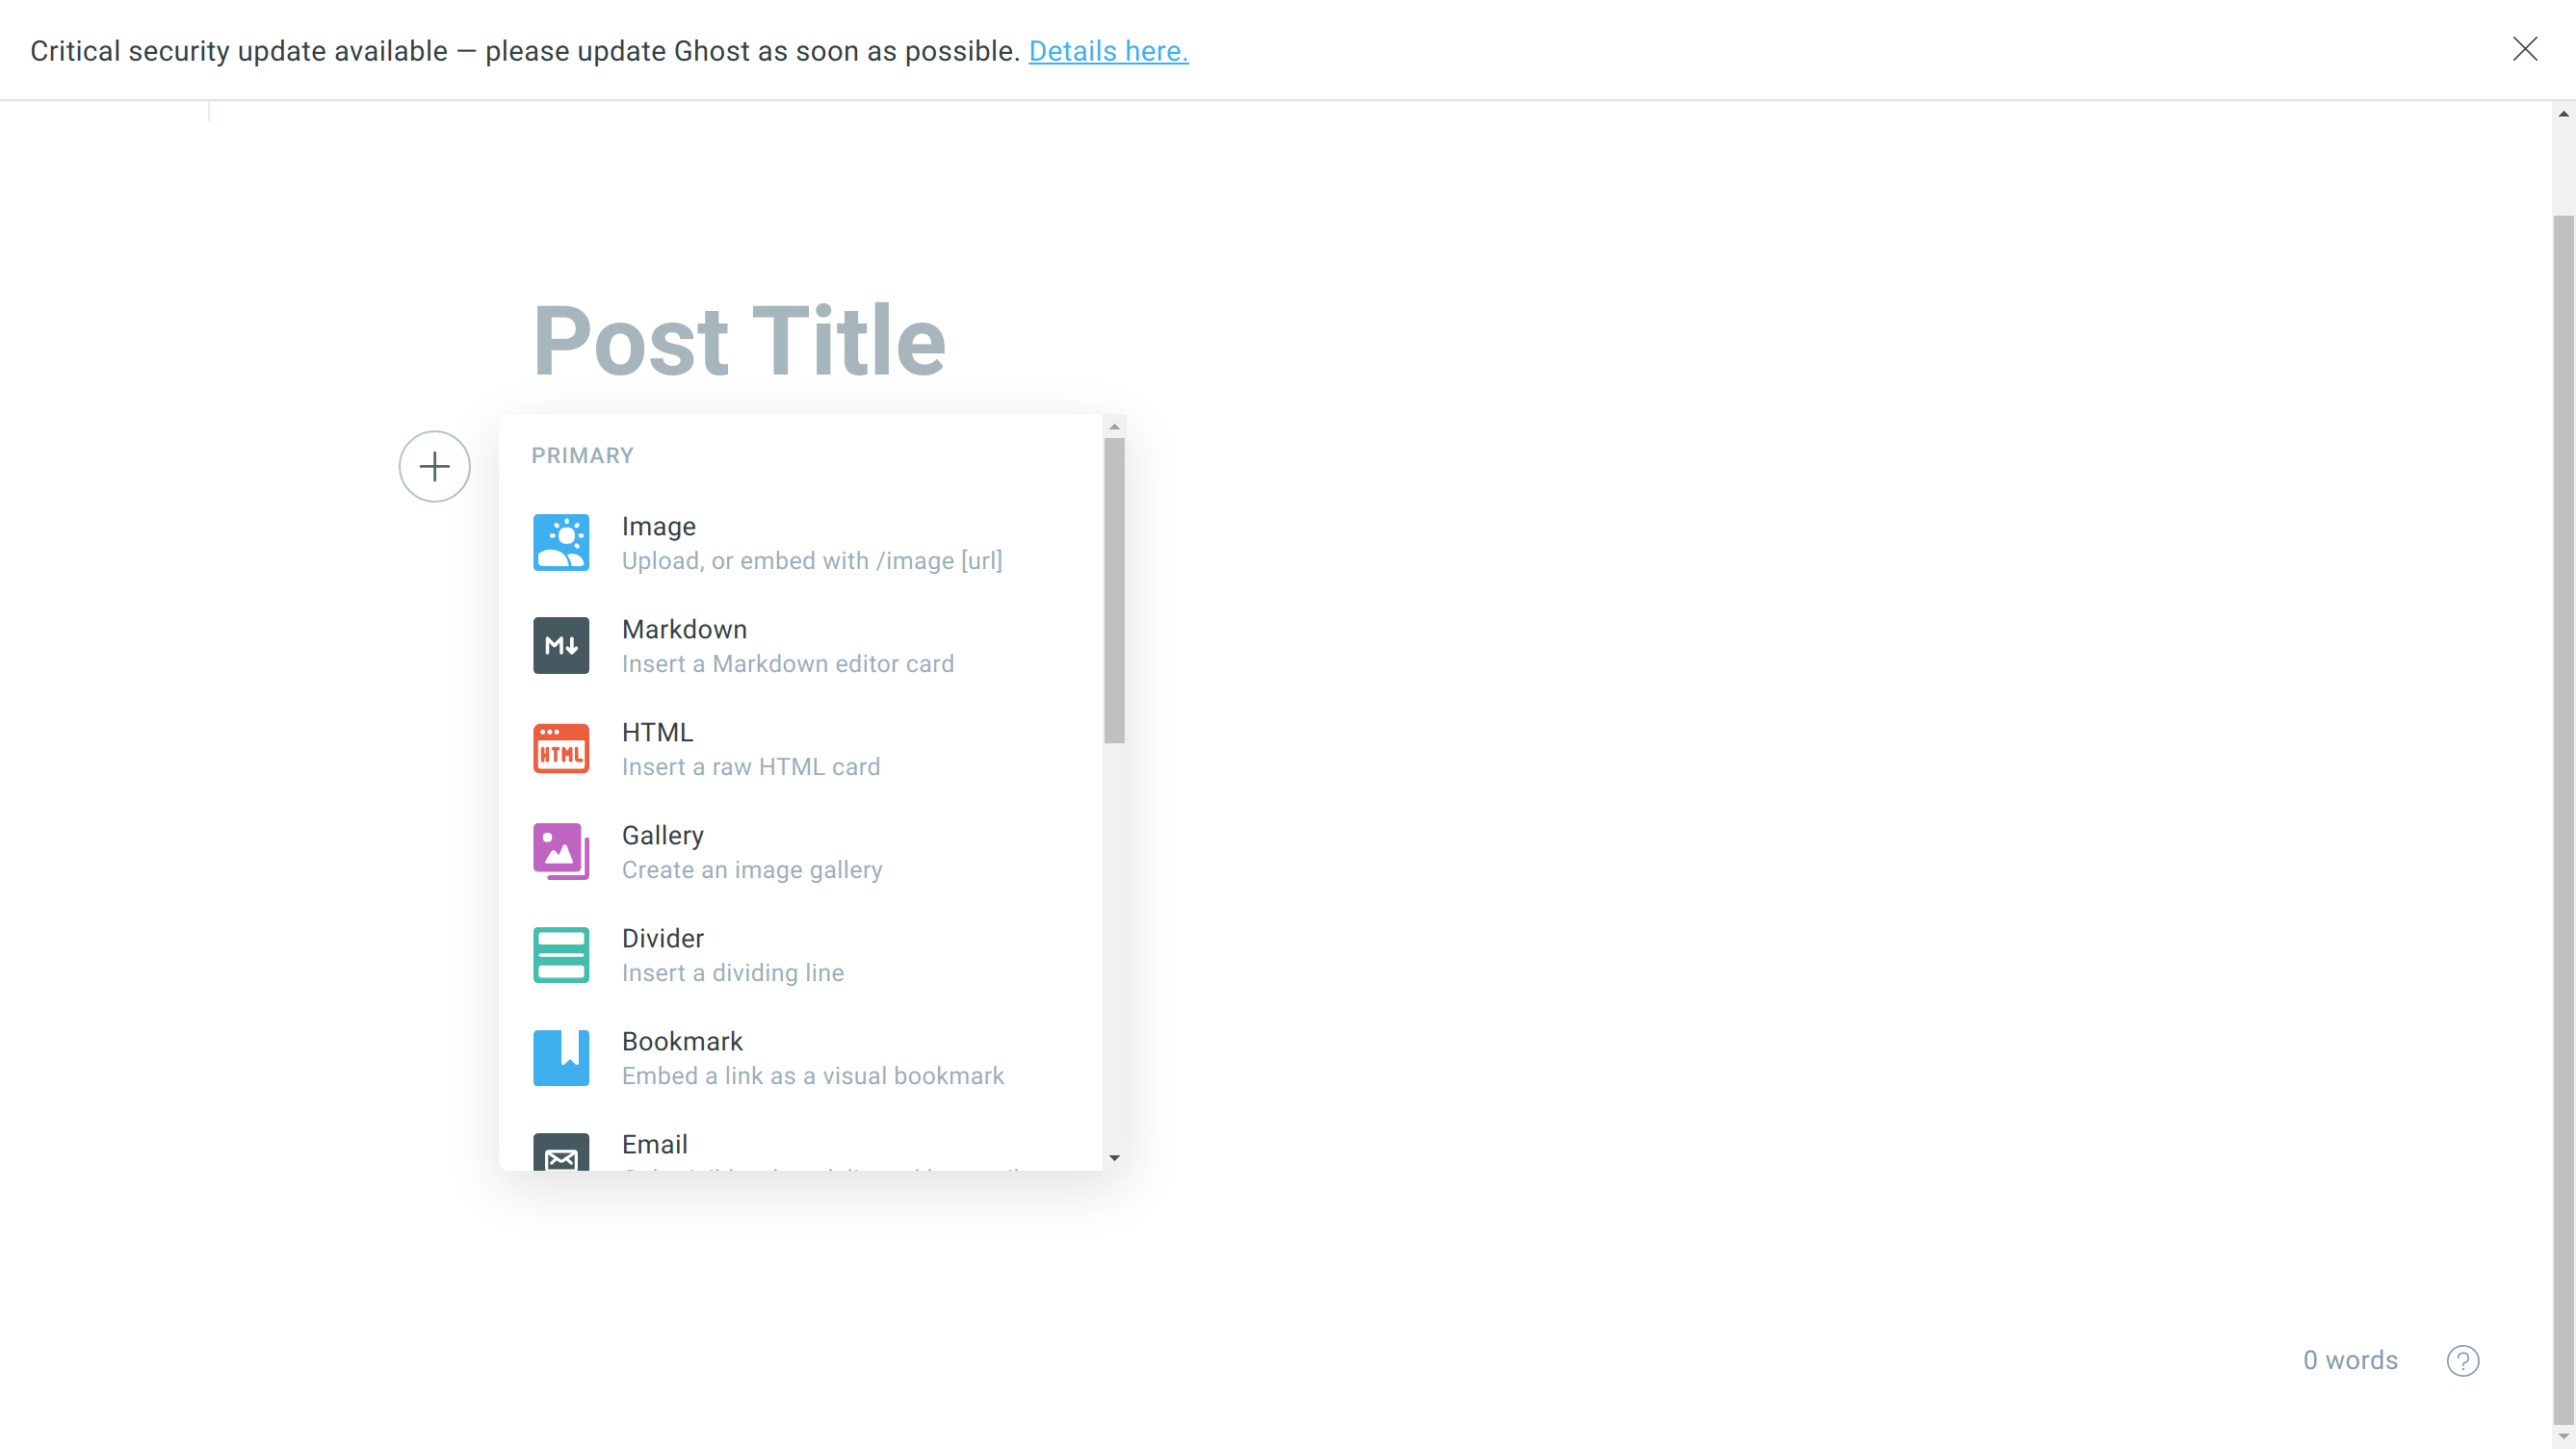 Critical security update available — please update Ghost as soon as possible. Details here.
Post Title
PRIMARY
Image
Upload, or embed with /image [url]
Markdown
Insert a Markdown editor card
HTML
HTML
Insert a raw HTML card
Gallery
Create an image gallery
Divider
Insert a dividing line
Bookmark
Embed a link as a visual bookmark
Email
0 words